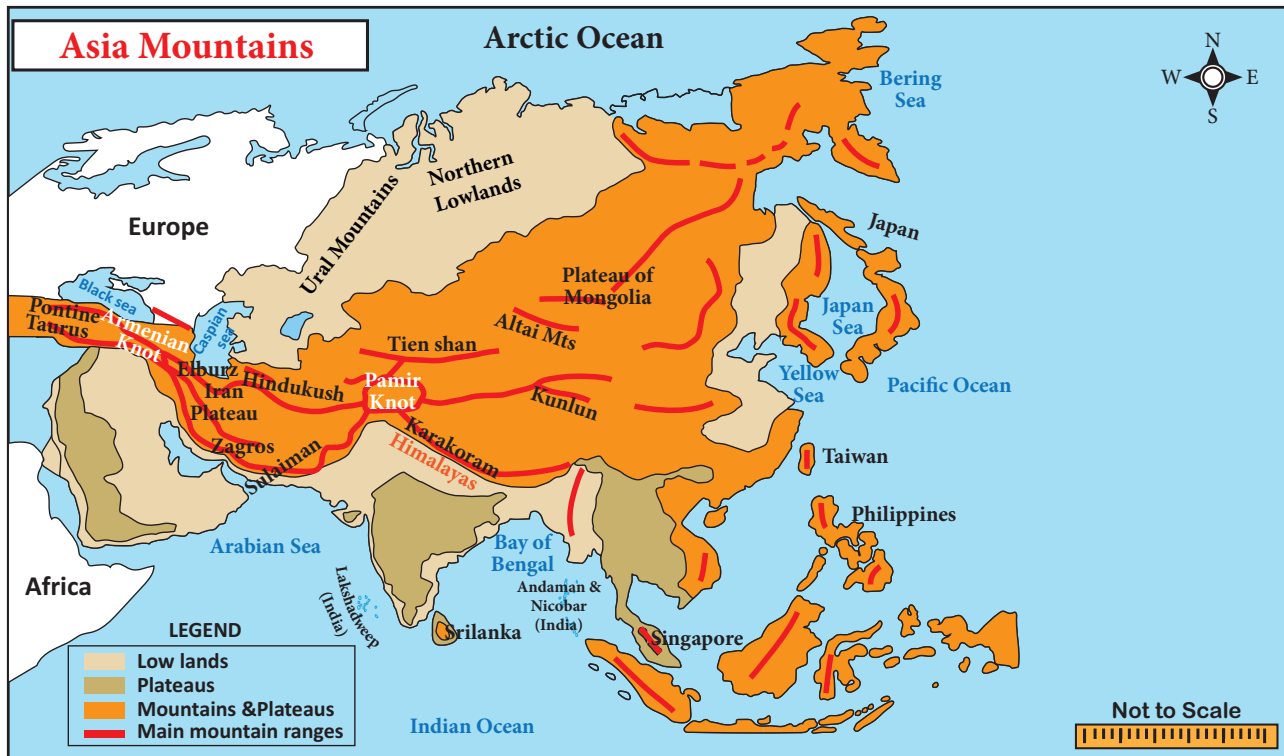 Asia Mountains
Arctic Ocean
N
W
E
S
Bering
Sea
Northern
Lowlands
Ural Mountains
Europe
Japan
Black sea
Caspian
sea
Plateau of
Mongolia
Japan
Sea
Pontine
Taurus
Armenian
Knot
Altai Mts
Tien shan
Elburz
Iran
Plateau
Hindukush
Pamir
Knot
Kunlun
Yellow
Sea
Pacific Ocean
Zagros
Sulaiman
Karakoram
Himalayas
Taiwan
Philippines
Arabian Sea
Bay of
Bengal
Africa
Lakshadweep
(India)
Andaman &
Nicobar
(India)
Srilanka
Singapore
LEGEND
Low lands
Plateaus
Mountains &Plateaus
Main mountain ranges
Indian Ocean
Not to Scale